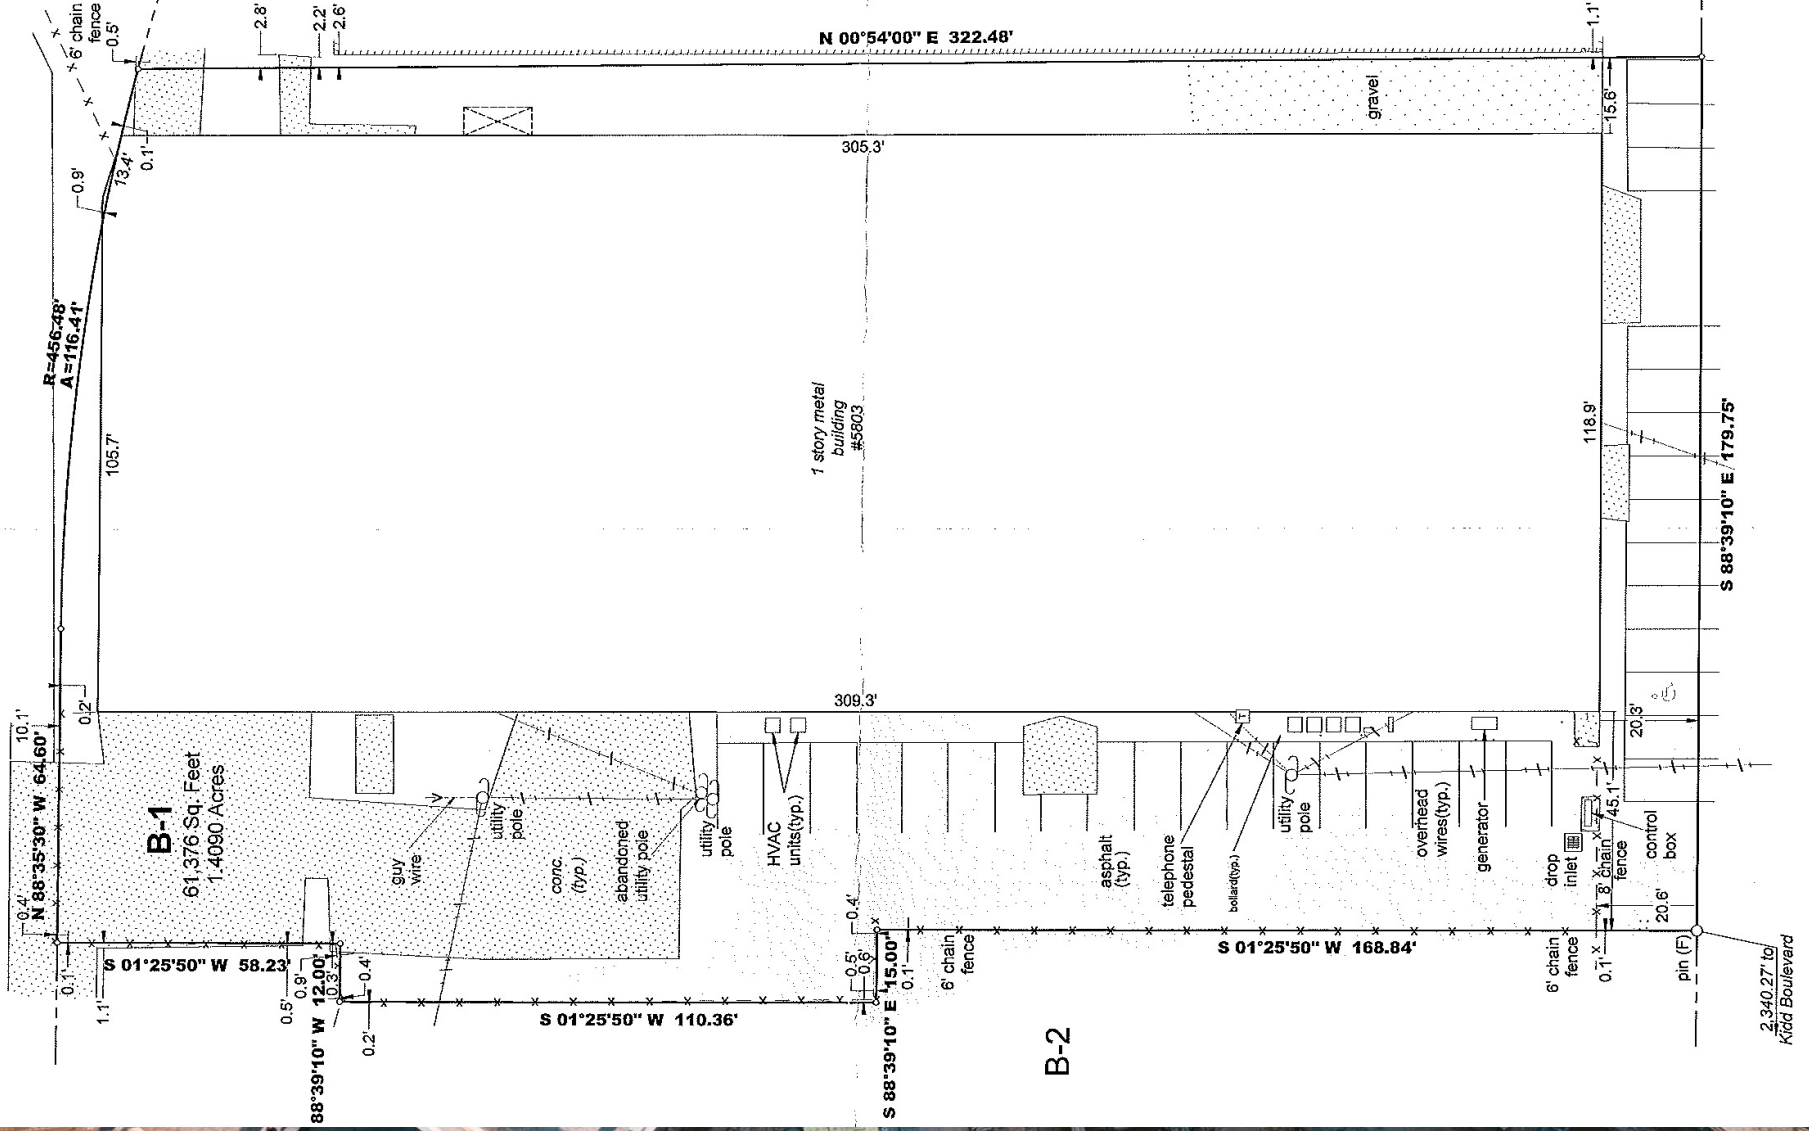 6' chain
fence
0.5'
2.8'
2.2'
2.6'
N 00°54'00" E 322.48'
1.1'
15.6'
gravel
0.1'
13.4'
0.9'
305.3'
R=456.48'
A=116.41'
105.7'
1 story metal
building
#5803
118.9'
S 88°39'10" E 179.75'
309.3'
10.1'
0.2'
0.4'
N 88°35'30" W 64.60'
B-1
61,376 Sq. Feet
1.4090 Acres
guy
wire
utility
pole
conc.
(typ.)
abandoned
utility pole
utility
pole
HVAC
units(typ.)
asphalt
(typ.)
telephone
pedestal
T
bollard(typ.)
utility
pole
overhead
wires(typ.)
generator
drop
inlet
8' chain
fence
45.1'
control
box
20.3'
20.6'
0.1'
1.1'
S 01°25'50" W 58.23'
0.5'
0.9'
0.3'
0.4'
88°39'10" W 12.00'
0.2'
S 01°25'50" W 110.36'
0.4'
0.5'
0.6'
S 88°39'10" E 15.00'
0.1'
6' chain
fence
S 01°25'50" W 168.84'
6' chain
fence
0.1'
pin (F)
B-2
2,340.27' to
Kidd Boulevard